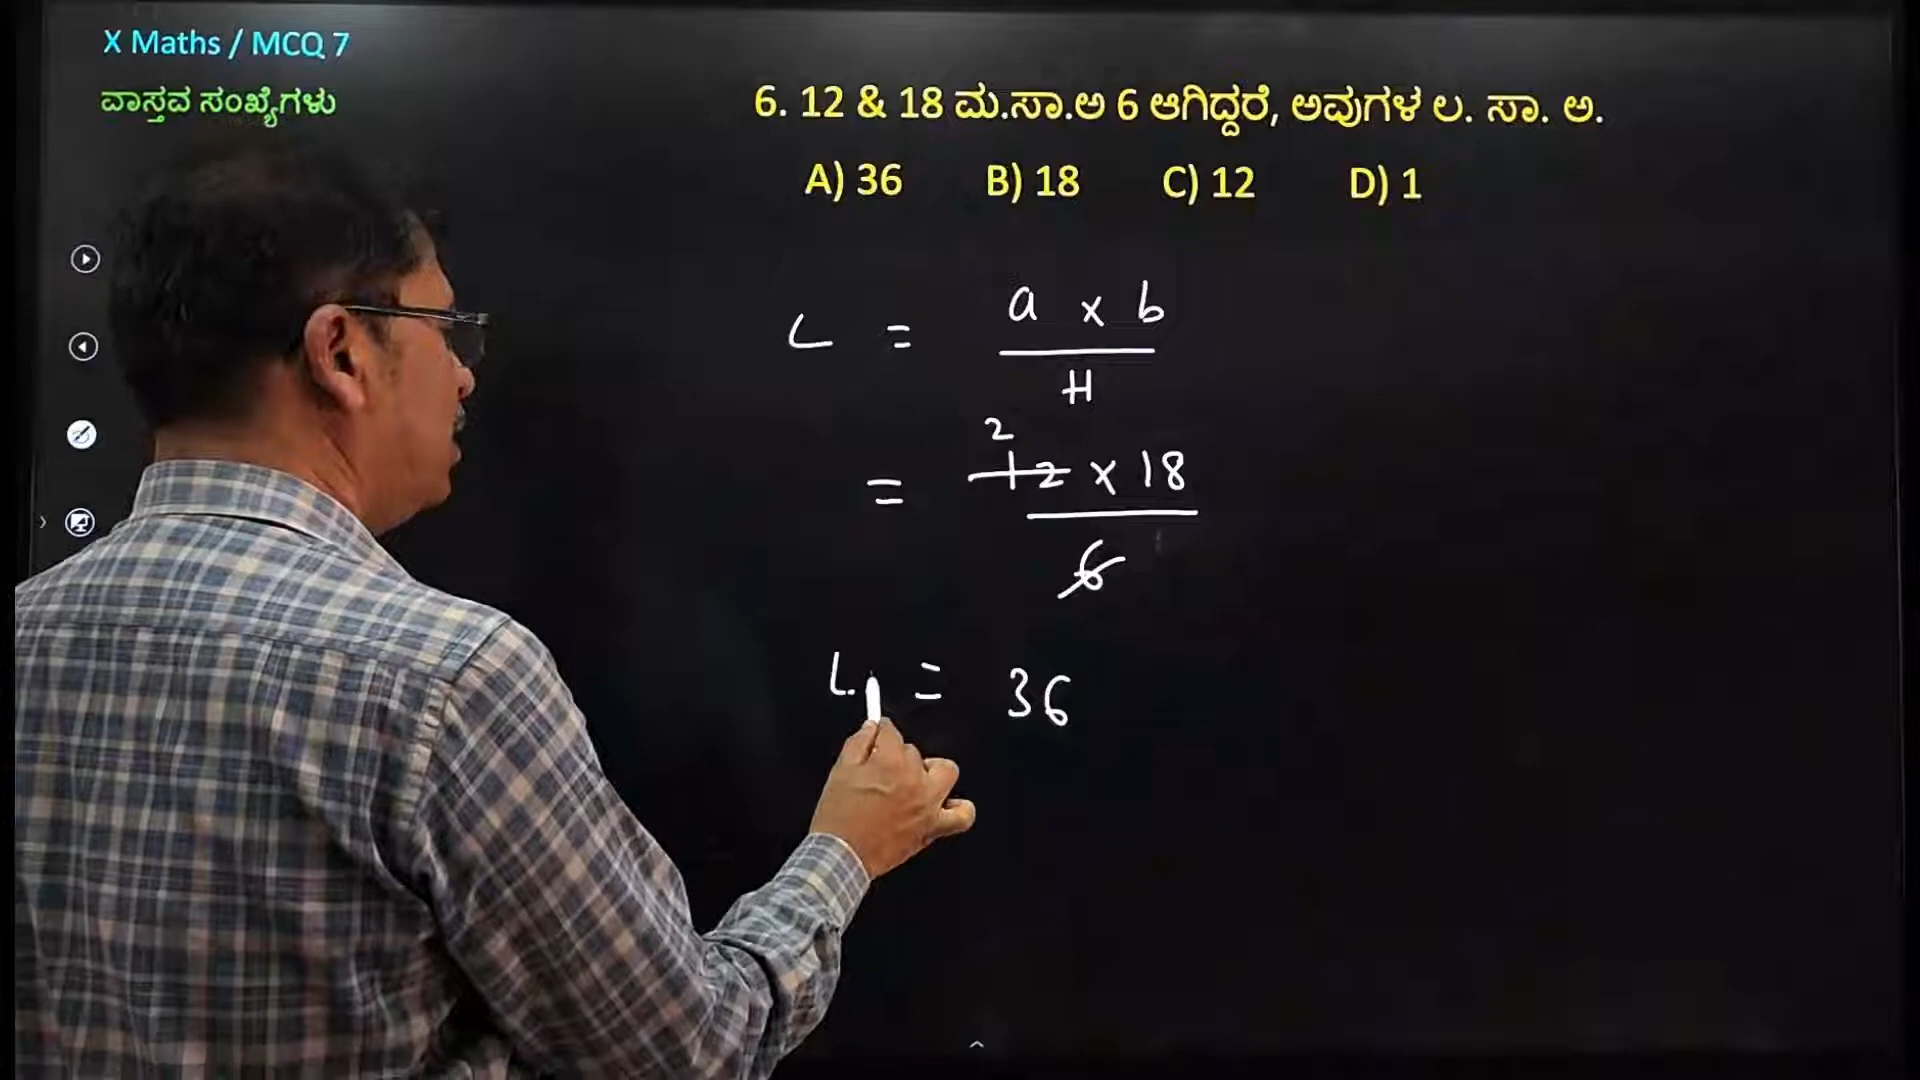 X Maths / MCQ 7
ವಾಸ್ತವ ಸಂಖ್ಯೆಗಳು
6. 12 & 18 ಮ.ಸಾ.ಅ 6 ಆಗಿದ್ದರೆ, ಅವುಗಳ ಲ. ಸಾ. ಅ.
A) 36 B) 18 C) 12 D) 1
L = a x b
H
2
= 12 x 18
6
L. = 36